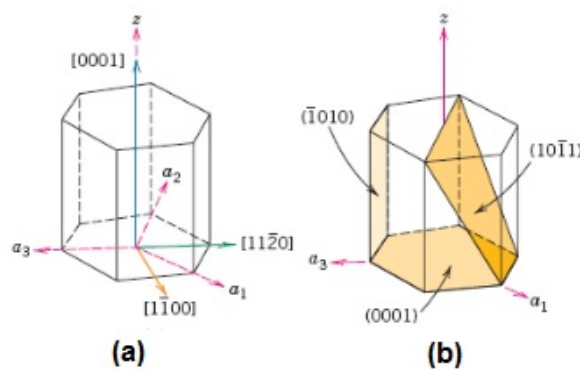 z
[0001]
a₂
a₃
[112̄0]
a₁
[11̄00]
(a)
z
(1̄010)
(101̄1)
a₃
(0001)
a₁
(b)